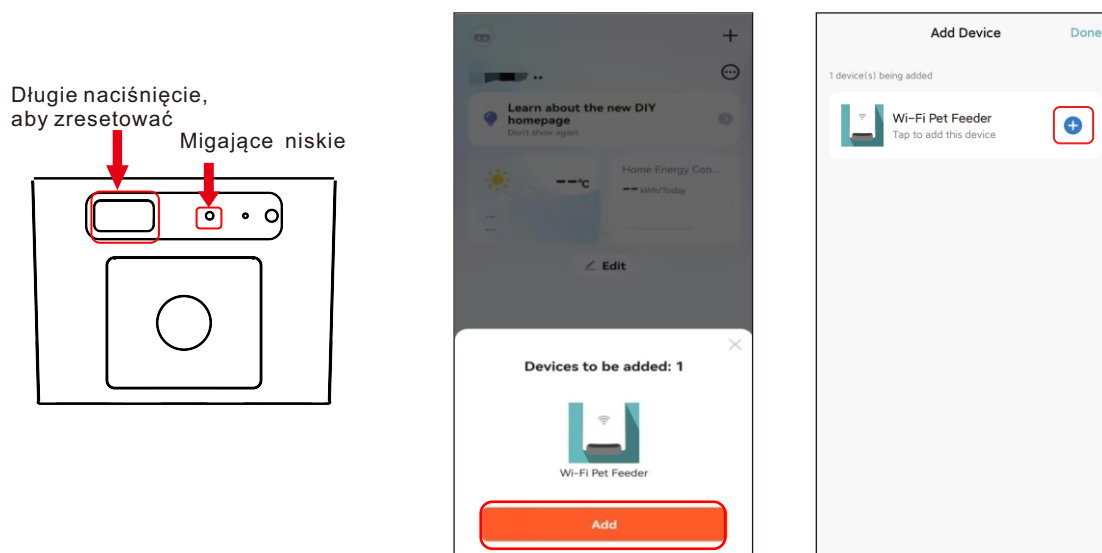 Długie naciśnięcie,
aby zresetować
Migające niskie
Learn about the new DIY
homepage
Don't show again
--°C
Home Energy Con...
-- kWh/Today
--
--
Edit
Devices to be added: 1
Wi-Fi Pet Feeder
Add
Add Device
Done
1 device(s) being added
Wi-Fi Pet Feeder
Tap to add this device